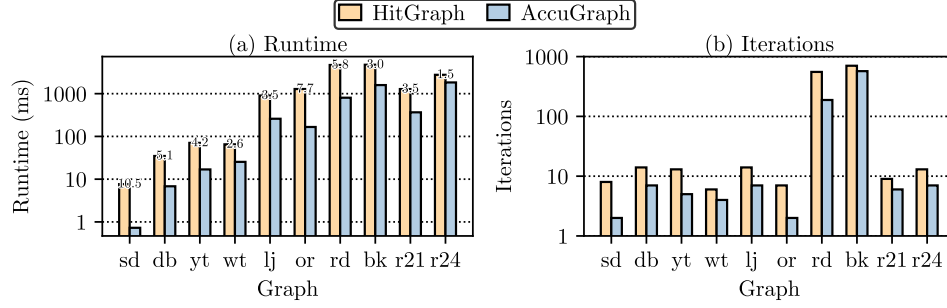 HitGraph AccuGraph
(a) Runtime
Runtime (ms)
1000
100
10
1
10.5 5.1 4.2 2.6 3.5 7.7 5.8 3.0 3.5 1.5
sd db yt wt lj or rd bk r21 r24
Graph
(b) Iterations
Iterations
1000
100
10
1
sd db yt wt lj or rd bk r21 r24
Graph